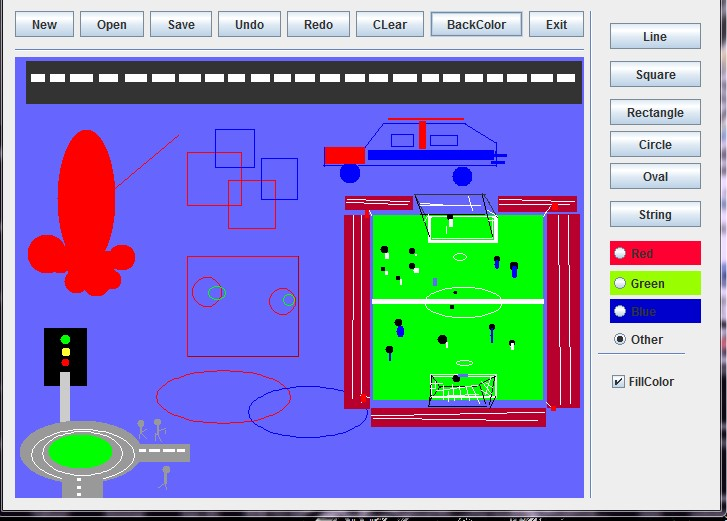 New Open Save Undo Redo CLear BackColor Exit
Line
Square
Rectangle
Circle
Oval
String
Red
Green
Blue
Other
FillColor